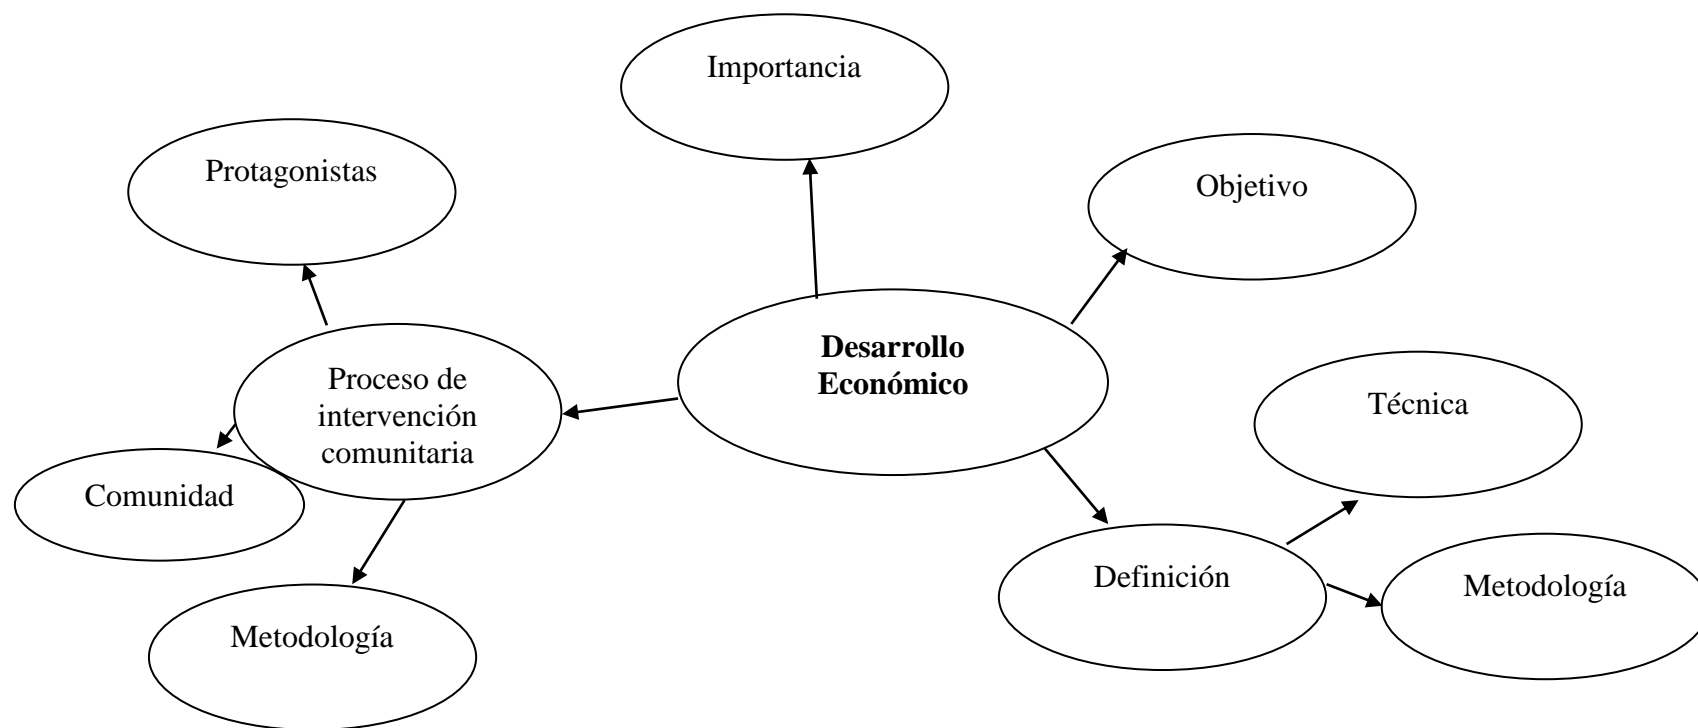 Importancia
Protagonistas
Objetivo
Desarrollo
Económico
Proceso de
intervención
comunitaria
Técnica
Comunidad
Definición
Metodología
Metodología